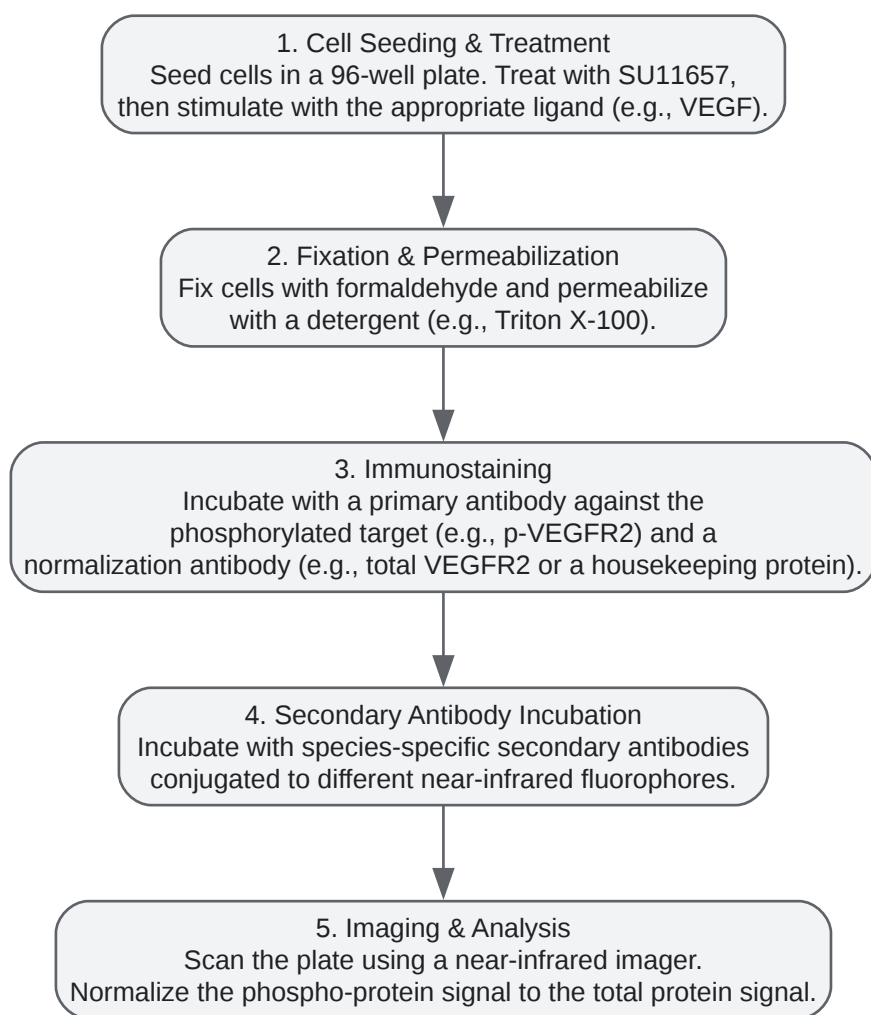 1. Cell Seeding & Treatment
Seed cells in a 96-well plate. Treat with SU11657,
then stimulate with the appropriate ligand (e.g., VEGF).
2. Fixation & Permeabilization
Fix cells with formaldehyde and permeabilize
with a detergent (e.g., Triton X-100).
3. Immunostaining
Incubate with a primary antibody against the
phosphorylated target (e.g., p-VEGFR2) and a
normalization antibody (e.g., total VEGFR2 or a housekeeping protein).
4. Secondary Antibody Incubation
Incubate with species-specific secondary antibodies
conjugated to different near-infrared fluorophores.
5. Imaging & Analysis
Scan the plate using a near-infrared imager.
Normalize the phospho-protein signal to the total protein signal.